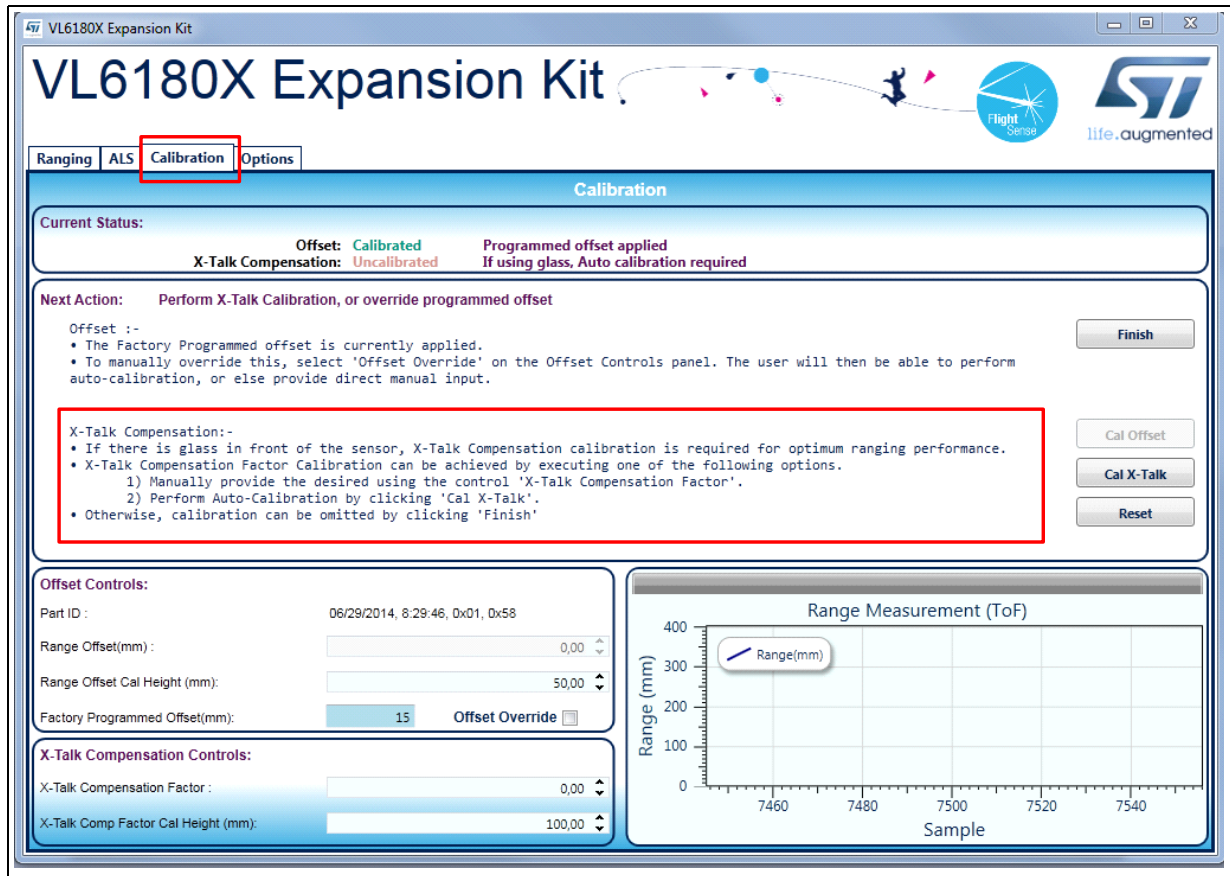 VL6180X Expansion Kit
VL6180X Expansion Kit
Flight
Sense
life.augmented
Ranging ALS Calibration Options
Calibration
Current Status:
Offset: Calibrated Programmed offset applied
X-Talk Compensation: Uncalibrated If using glass, Auto calibration required
Next Action: Perform X-Talk Calibration, or override programmed offset
Offset :-
• The Factory Programmed offset is currently applied.
• To manually override this, select 'Offset Override' on the Offset Controls panel. The user will then be able to perform
auto-calibration, or else provide direct manual input.
Finish
X-Talk Compensation:-
• If there is glass in front of the sensor, X-Talk Compensation calibration is required for optimum ranging performance.
• X-Talk Compensation Factor Calibration can be achieved by executing one of the following options.
1) Manually provide the desired using the control 'X-Talk Compensation Factor'.
2) Perform Auto-Calibration by clicking 'Cal X-Talk'.
• Otherwise, calibration can be omitted by clicking 'Finish'
Cal Offset
Cal X-Talk
Reset
Offset Controls:
Part ID : 06/29/2014, 8:29:46, 0x01, 0x58
Range Offset(mm) : 0,00
Range Offset Cal Height (mm): 50,00
Factory Programmed Offset(mm): 15 Offset Override
X-Talk Compensation Controls:
X-Talk Compensation Factor : 0,00
X-Talk Comp Factor Cal Height (mm): 100,00
Range Measurement (ToF)
Range(mm)
Range (mm)
400
300
200
100
0
7460 7480 7500 7520 7540
Sample